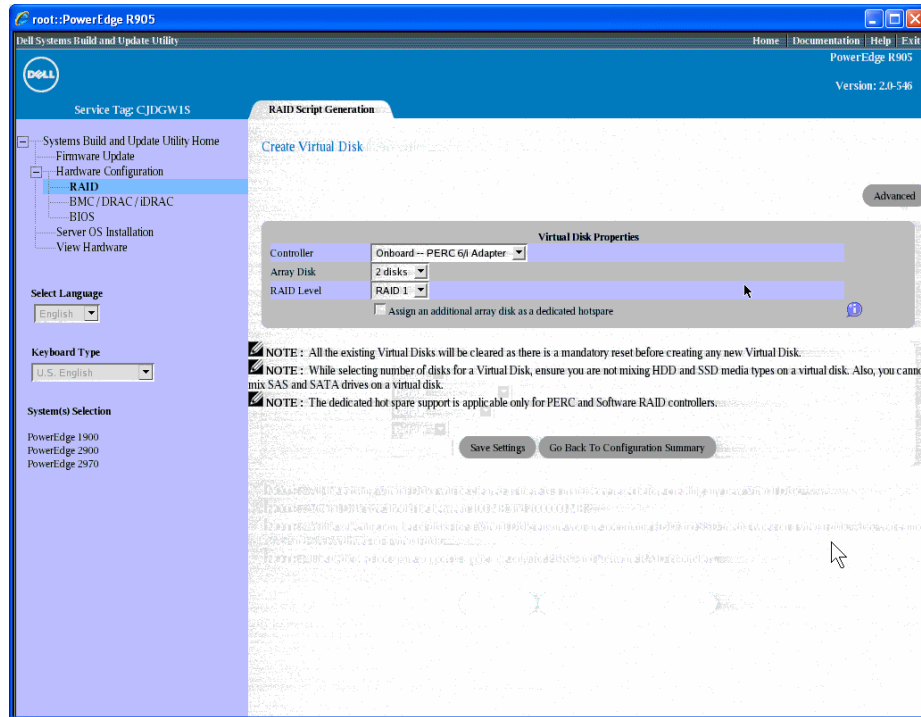 root::PowerEdge R905
Dell Systems Build and Update Utility
Home Documentation Help Exit
DELL
PowerEdge R905
Version: 2.0-546
Service Tag: CJDGW1S
RAID Script Generation
Systems Build and Update Utility Home
Firmware Update
Hardware Configuration
RAID
BMC / DRAC / iDRAC
BIOS
Server OS Installation
View Hardware
Select Language
English
Keyboard Type
U.S. English
System(s) Selection
PowerEdge 1900
PowerEdge 2900
PowerEdge 2970
Create Virtual Disk
Advanced
Virtual Disk Properties
Controller Onboard -- PERC 6/i Adapter
Array Disk 2 disks
RAID Level RAID 1
Assign an additional array disk as a dedicated hotspare
NOTE : All the existing Virtual Disks will be cleared as there is a mandatory reset before creating any new Virtual Disk.
NOTE : While selecting number of disks for a Virtual Disk, ensure you are not mixing HDD and SSD media types on a virtual disk. Also, you canno
mix SAS and SATA drives on a virtual disk.
NOTE : The dedicated hot spare support is applicable only for PERC and Software RAID controllers.
Save Settings Go Back To Configuration Summary